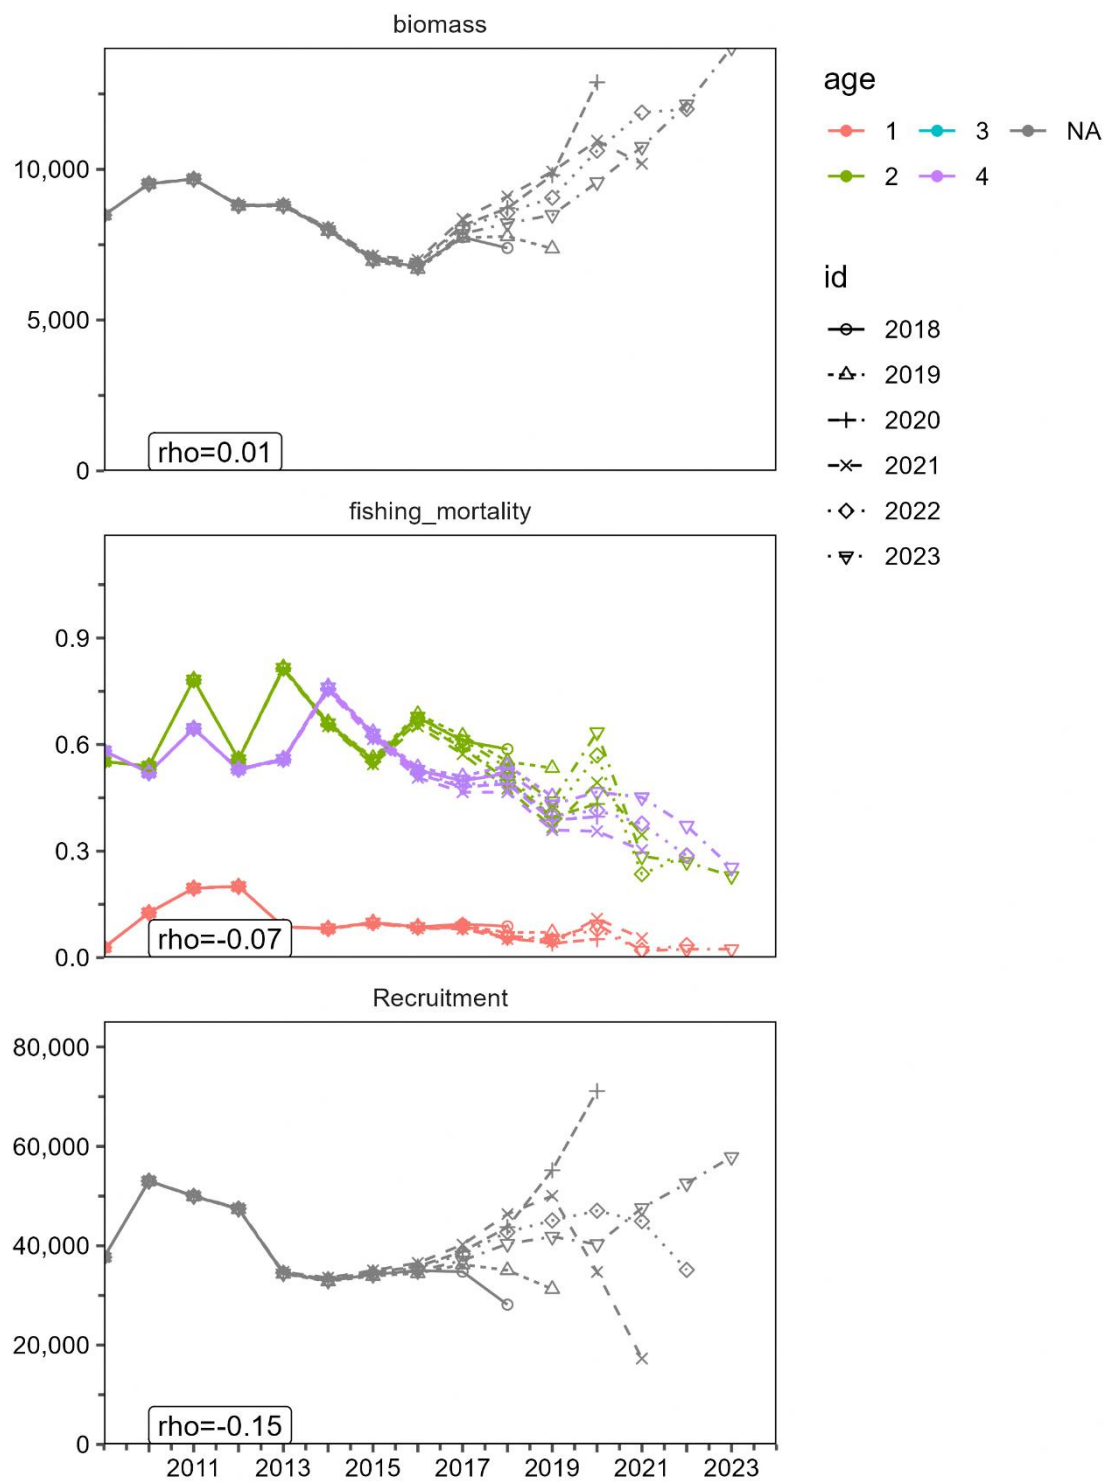 biomass
10,000
5,000
0
rho=0.01
fishing_mortality
0.9
0.6
0.3
0.0
rho=-0.07
Recruitment
80,000
60,000
40,000
20,000
0
rho=-0.15
2011 2013 2015 2017 2019 2021 2023
age
1 3 NA
2 4
id
2018
2019
2020
2021
2022
2023